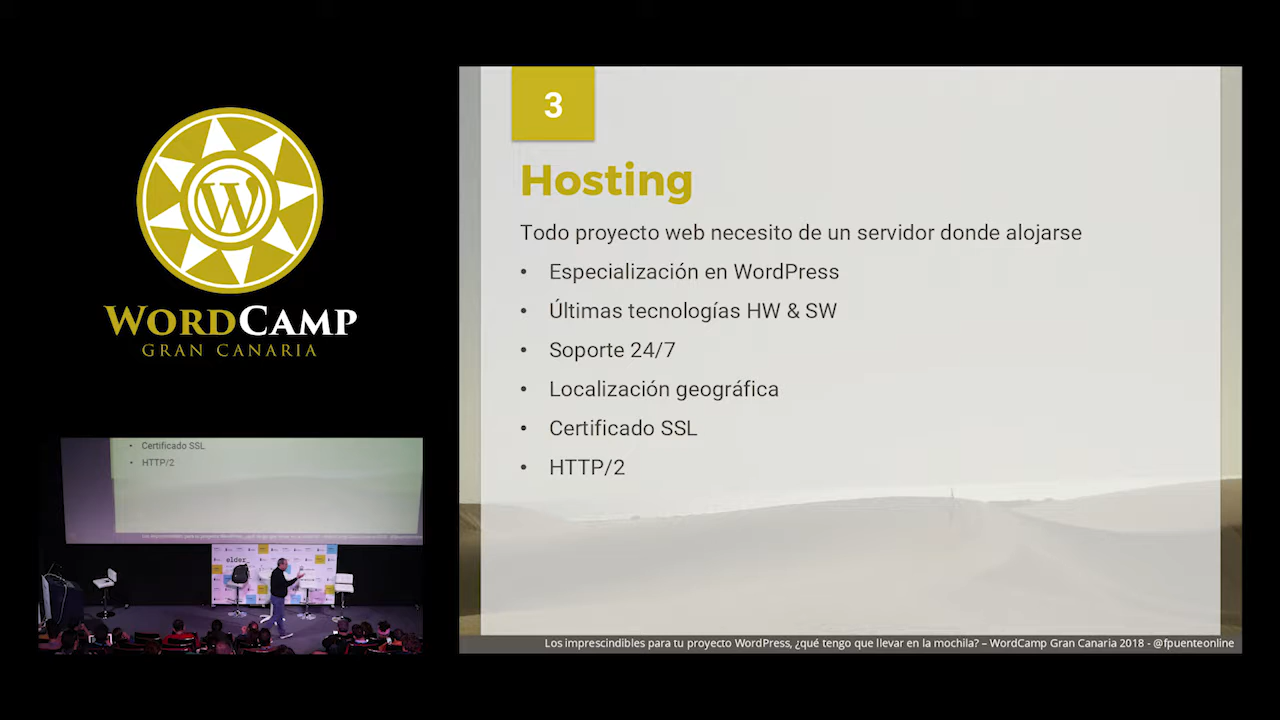 WORDCAMP
GRAN CANARIA
3
Hosting
Todo proyecto web necesito de un servidor donde alojarse
• Especialización en WordPress
• Últimas tecnologías HW & SW
• Soporte 24/7
• Localización geográfica
• Certificado SSL
• HTTP/2
Los imprescindibles para tu proyecto WordPress, ¿qué tengo que llevar en la mochila? – WordCamp Gran Canaria 2018 - @fpuenteonline
• Certificado SSL
• HTTP/2
elder